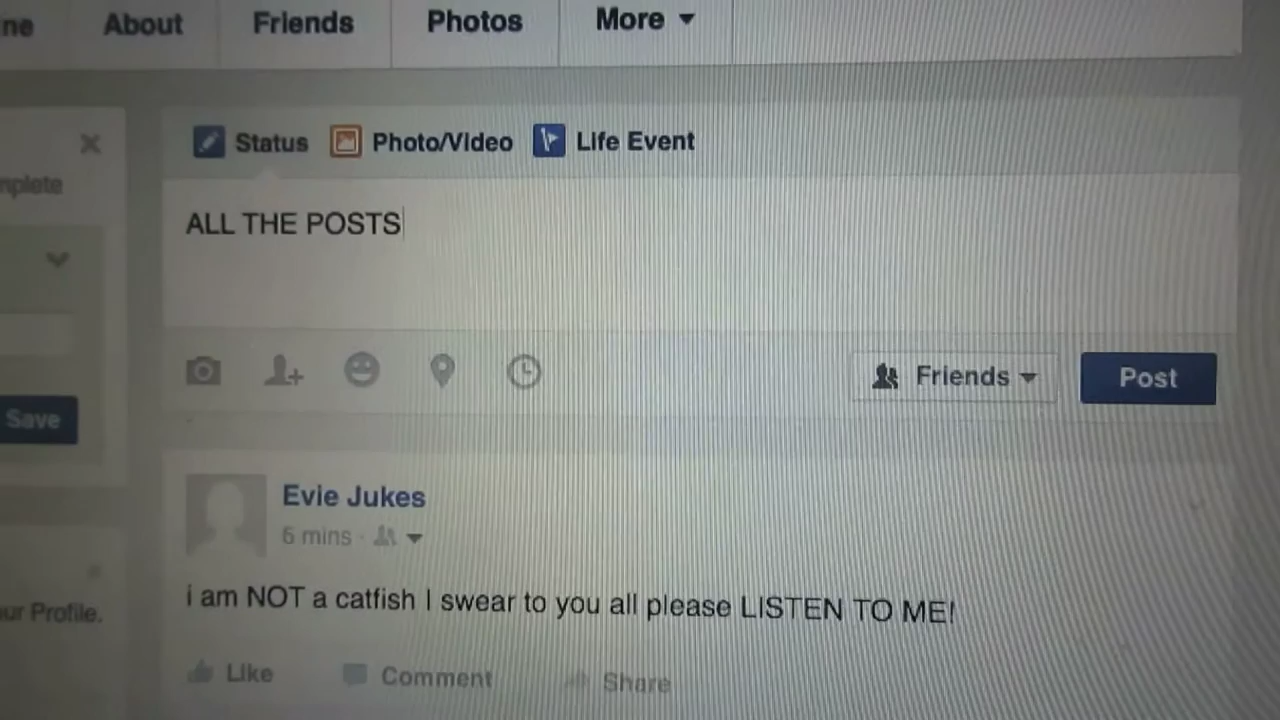 ne About Friends Photos More
Status Photo/Video Life Event
mplete
ALL THE POSTS
Friends Post
Save
Evie Jukes
6 mins ·
i am NOT a catfish I swear to you all please LISTEN TO ME!
ur Profile.
Like Comment Share